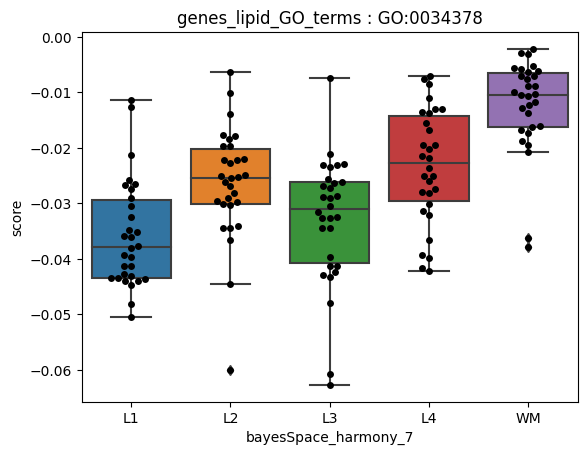 genes_lipid_GO_terms : GO:0034378
0.00
−0.01
−0.02
−0.03
−0.04
−0.05
−0.06
score
L1 L2 L3 L4 WM
bayesSpace_harmony_7